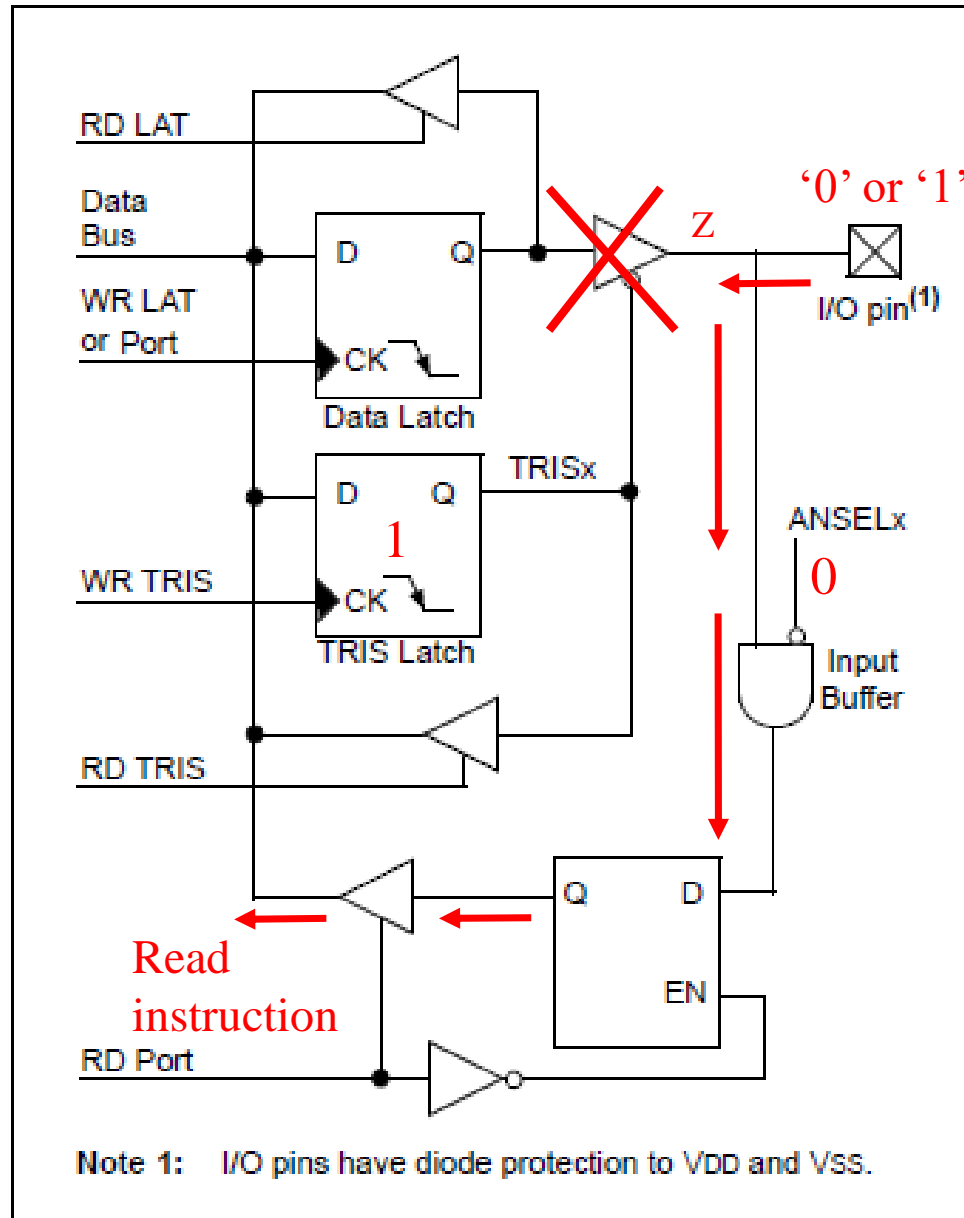 RD LAT
Data
Bus
D
Q
Z
‘0’ or ‘1’
I/O pin(1)
WR LAT
or Port
CK
Data Latch
D
Q
TRISx
1
ANSELx
0
WR TRIS
CK
TRIS Latch
Input
Buffer
RD TRIS
Q
D
Read
instruction
EN
RD Port
Note 1: I/O pins have diode protection to VDD and VSS.